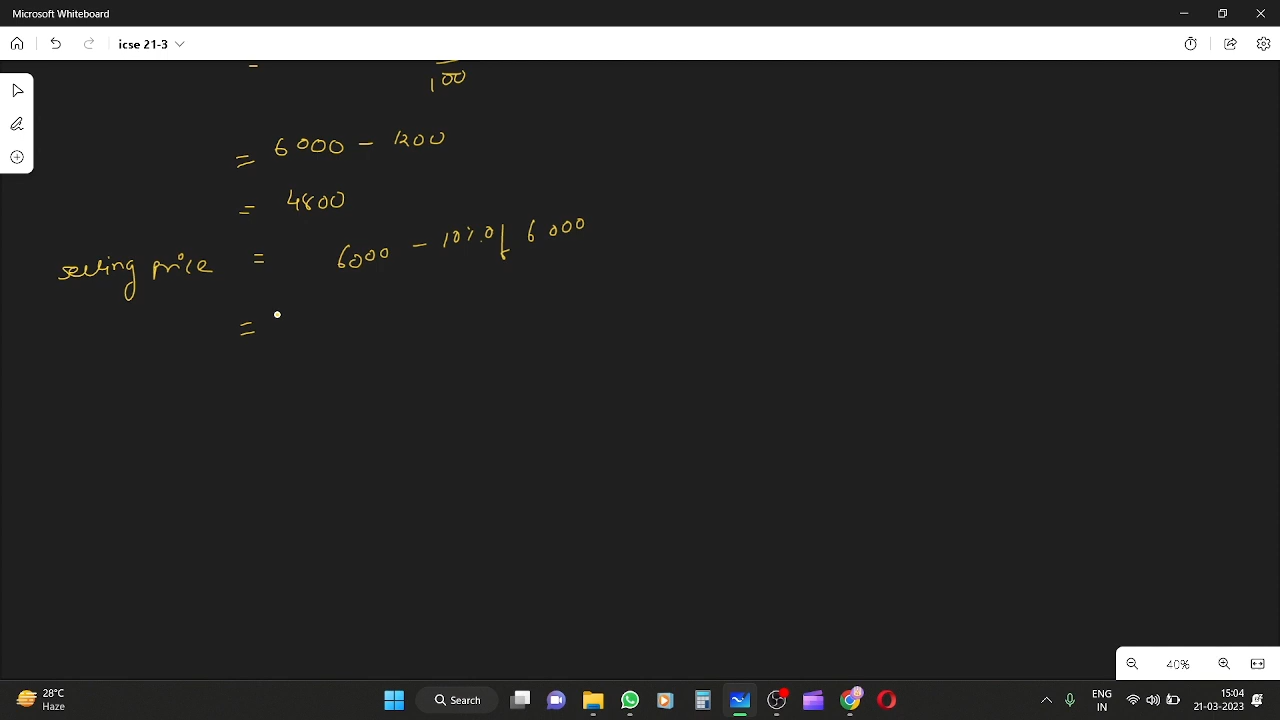 Microsoft Whiteboard
icse 21-3
=
100
= 6000 - 1200
= 4800
selling price = 6000 - 10% of 6000
=
40%
28°C
Haze
Search
ENG
IN
15:04
21-03-2023